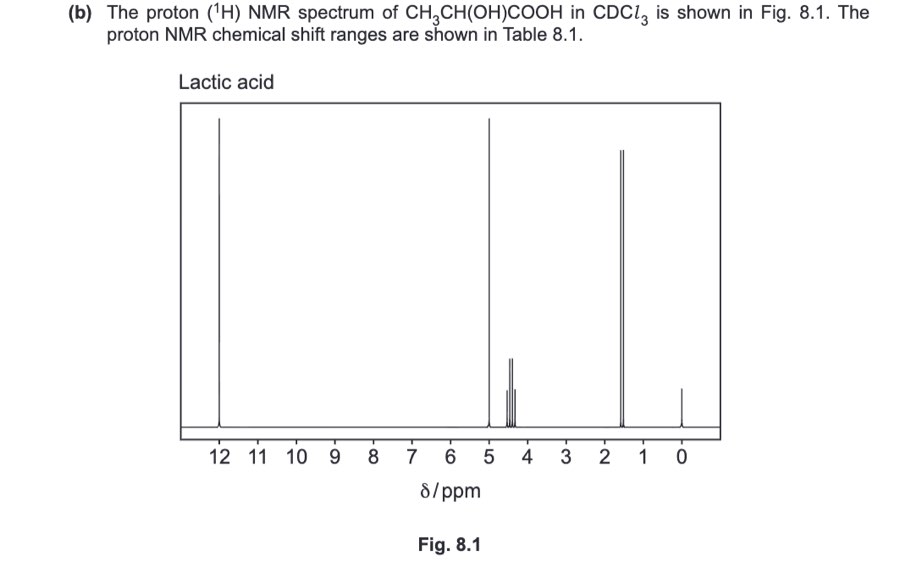 (b) The proton (¹H) NMR spectrum of CH₃CH(OH)COOH in CDCl₃ is shown in Fig. 8.1. The
proton NMR chemical shift ranges are shown in Table 8.1.
Lactic acid
12 11 10 9 8 7 6 5 4 3 2 1 0
δ/ppm
Fig. 8.1